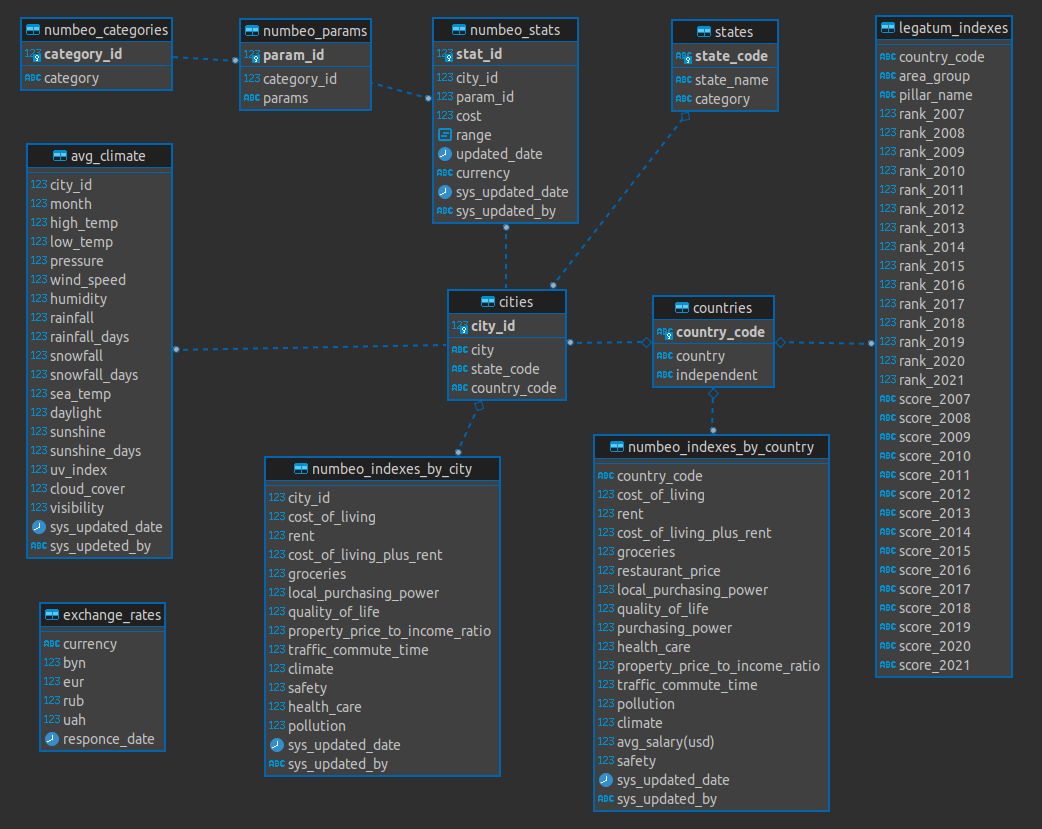 numbeo_categories
123 category_id
ABC category
numbeo_params
123 param_id
123 category_id
ABC params
numbeo_stats
123 stat_id
123 city_id
123 param_id
123 cost
range
updated_date
ABC currency
sys_updated_date
ABC sys_updated_by
states
ABC state_code
ABC state_name
ABC category
legatum_indexes
ABC country_code
ABC area_group
ABC pillar_name
123 rank_2007
123 rank_2008
123 rank_2009
123 rank_2010
123 rank_2011
123 rank_2012
123 rank_2013
123 rank_2014
123 rank_2015
123 rank_2016
123 rank_2017
123 rank_2018
123 rank_2019
123 rank_2020
123 rank_2021
ABC score_2007
ABC score_2008
ABC score_2009
ABC score_2010
ABC score_2011
ABC score_2012
ABC score_2013
ABC score_2014
ABC score_2015
ABC score_2016
ABC score_2017
ABC score_2018
ABC score_2019
ABC score_2020
ABC score_2021
avg_climate
123 city_id
123 month
123 high_temp
123 low_temp
123 pressure
123 wind_speed
123 humidity
123 rainfall
123 rainfall_days
123 snowfall
123 snowfall_days
123 sea_temp
123 daylight
123 sunshine
123 sunshine_days
123 uv_index
123 cloud_cover
123 visibility
sys_updated_date
ABC sys_updeted_by
cities
123 city_id
ABC city
ABC state_code
ABC country_code
countries
ABC country_code
ABC country
ABC independent
numbeo_indexes_by_city
123 city_id
123 cost_of_living
123 rent
123 cost_of_living_plus_rent
123 groceries
123 local_purchasing_power
123 quality_of_life
123 property_price_to_income_ratio
123 traffic_commute_time
123 climate
123 safety
123 health_care
123 pollution
sys_updated_date
ABC sys_updated_by
numbeo_indexes_by_country
ABC country_code
123 cost_of_living
123 rent
123 cost_of_living_plus_rent
123 groceries
123 restaurant_price
123 local_purchasing_power
123 quality_of_life
123 purchasing_power
123 health_care
123 property_price_to_income_ratio
123 traffic_commute_time
123 pollution
123 climate
123 avg_salary(usd)
123 safety
sys_updated_date
ABC sys_updated_by
exchange_rates
ABC currency
123 byn
123 eur
123 rub
123 uah
responce_date